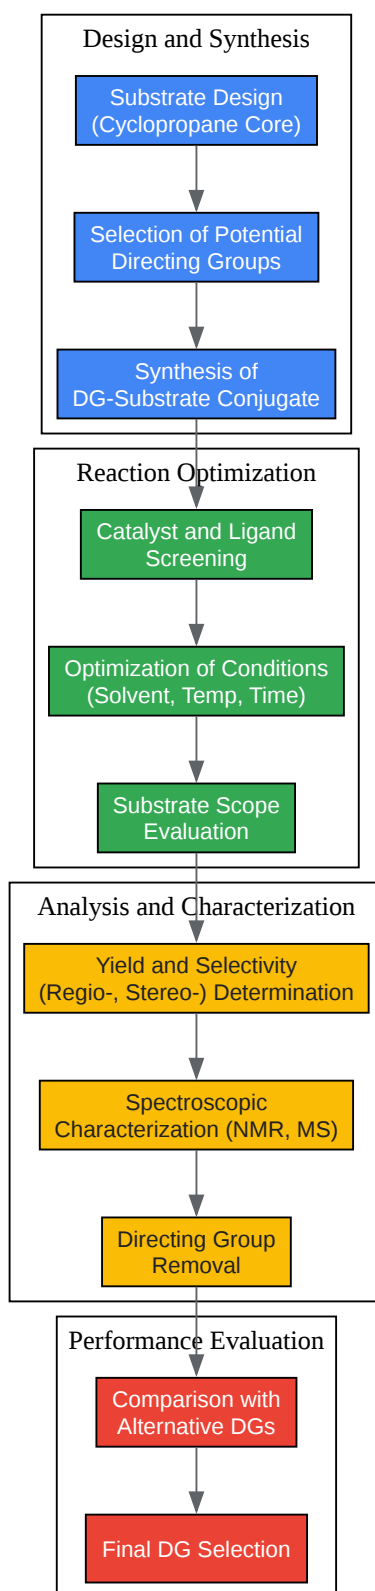 Design and Synthesis
Substrate Design
(Cyclopropane Core)
Selection of Potential
Directing Groups
Synthesis of
DG-Substrate Conjugate
Reaction Optimization
Catalyst and Ligand
Screening
Optimization of Conditions
(Solvent, Temp, Time)
Substrate Scope
Evaluation
Analysis and Characterization
Yield and Selectivity
(Regio-, Stereo-) Determination
Spectroscopic
Characterization (NMR, MS)
Directing Group
Removal
Performance Evaluation
Comparison with
Alternative DGs
Final DG Selection